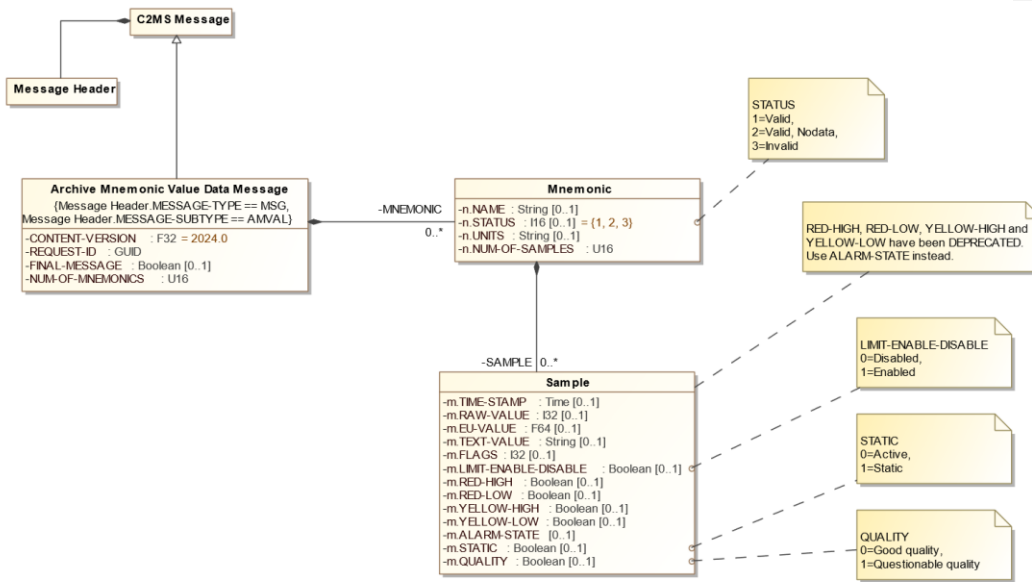 C2MS Message
Message Header
STATUS
1=Valid,
2=Valid, Nodata,
3=Invalid
Archive Mnemonic Value Data Message
{Message Header.MESSAGE-TYPE == MSG,
Message Header.MESSAGE-SUBTYPE == AMVAL}
-CONTENT-VERSION : F32 = 2024.0
-REQUEST-ID : GUID
-FINAL-MESSAGE : Boolean [0..1]
-NUM-OF-MNEMONICS : U16
-MNEMONIC
0..*
Mnemonic
-n.NAME : String [0..1]
-n.STATUS : I16 [0..1] = {1, 2, 3}
-n.UNITS : String [0..1]
-n.NUM-OF-SAMPLES : U16
RED-HIGH, RED-LOW, YELLOW-HIGH and
YELLOW-LOW have been DEPRECATED.
Use ALARM-STATE instead.
-SAMPLE 0..*
Sample
-m.TIME-STAMP : Time [0..1]
-m.RAW-VALUE : I32 [0..1]
-m.EU-VALUE : F64 [0..1]
-m.TEXT-VALUE : String [0..1]
-m.FLAGS : I32 [0..1]
-m.LIMIT-ENABLE-DISABLE : Boolean [0..1]
-m.RED-HIGH : Boolean [0..1]
-m.RED-LOW : Boolean [0..1]
-m.YELLOW-HIGH : Boolean [0..1]
-m.YELLOW-LOW : Boolean [0..1]
-m.ALARM-STATE [0..1]
-m.STATIC : Boolean [0..1]
-m.QUALITY : Boolean [0..1]
LIMIT-ENABLE-DISABLE
0=Disabled,
1=Enabled
STATIC
0=Active,
1=Static
QUALITY
0=Good quality,
1=Questionable quality